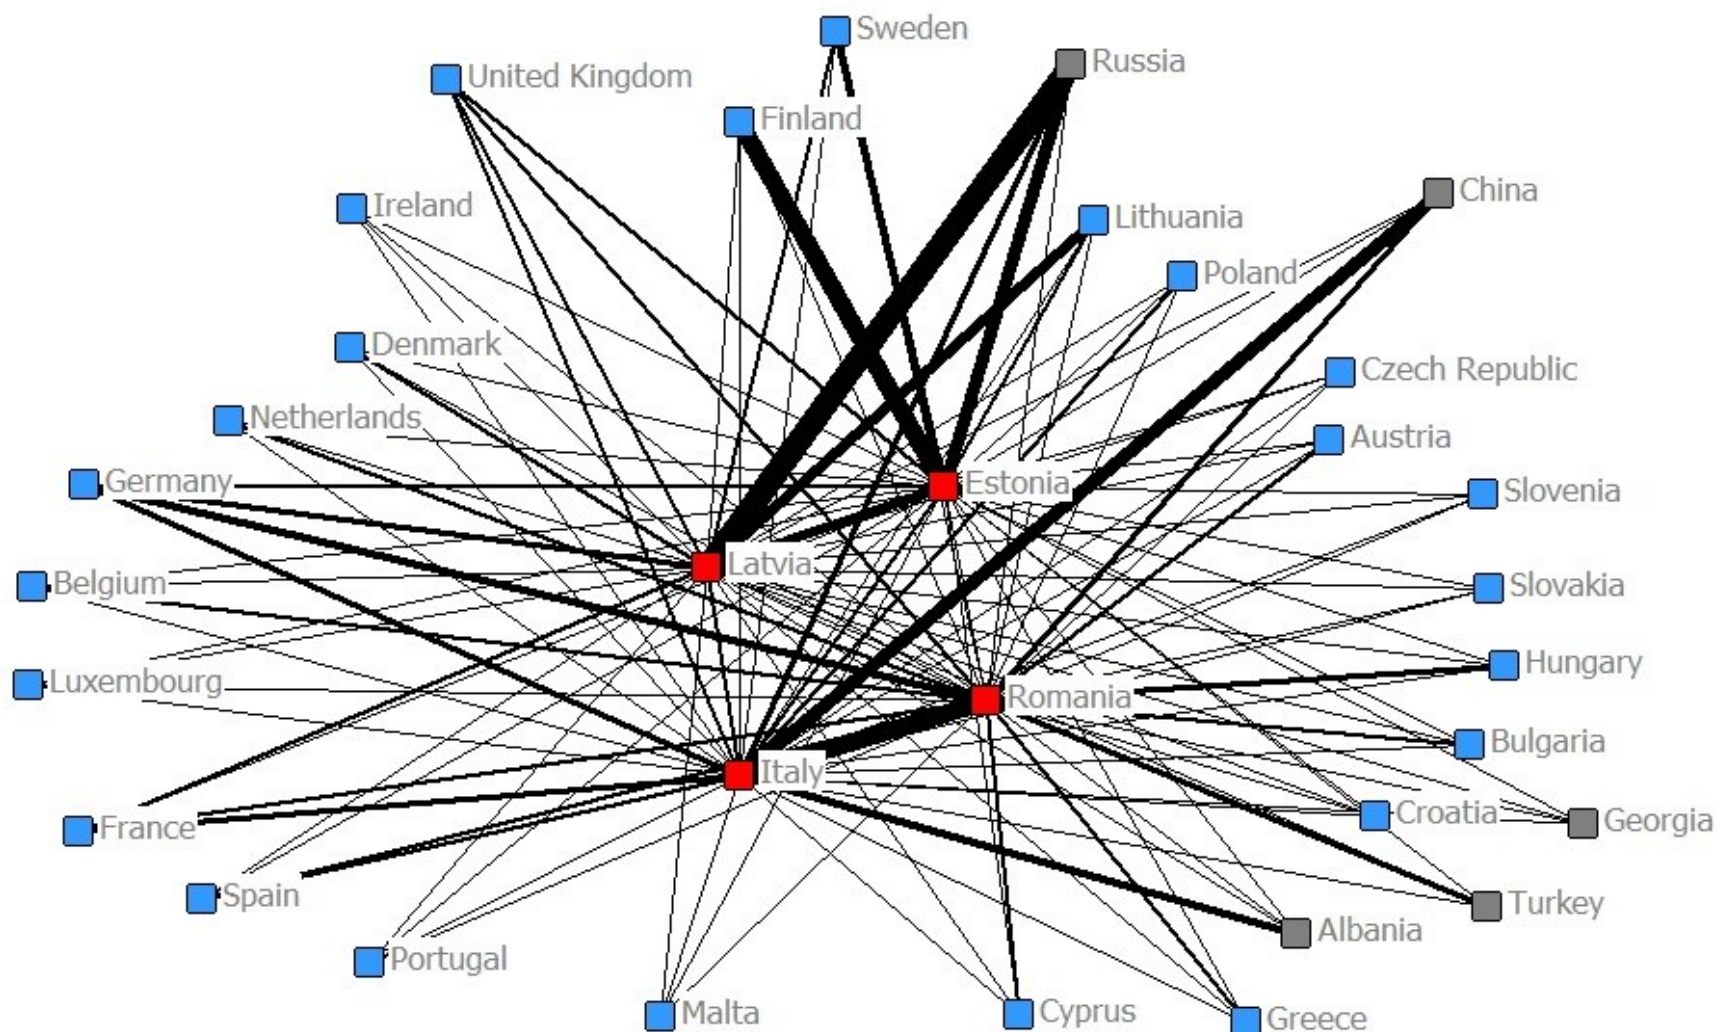 Sweden
Russia
United Kingdom
Finland
China
Ireland
Lithuania
Poland
Denmark
Czech Republic
Netherlands
Austria
Germany
Estonia
Slovenia
Latvia
Belgium
Slovakia
Hungary
Luxembourg
Romania
Bulgaria
Italy
Croatia
Georgia
France
Spain
Turkey
Albania
Portugal
Malta
Cyprus
Greece